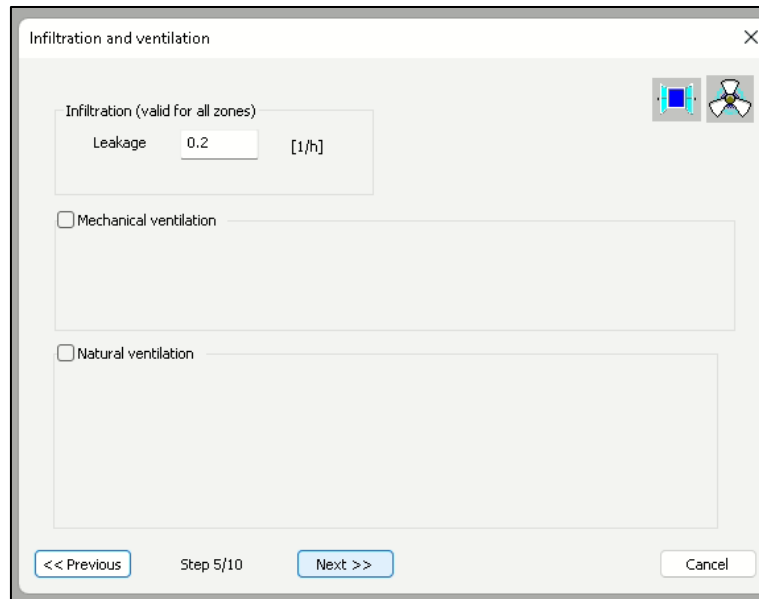 Infiltration and ventilation
Infiltration (valid for all zones)
Leakage 0.2 [1/h]
Mechanical ventilation
Natural ventilation
<< Previous Step 5/10 Next >> Cancel